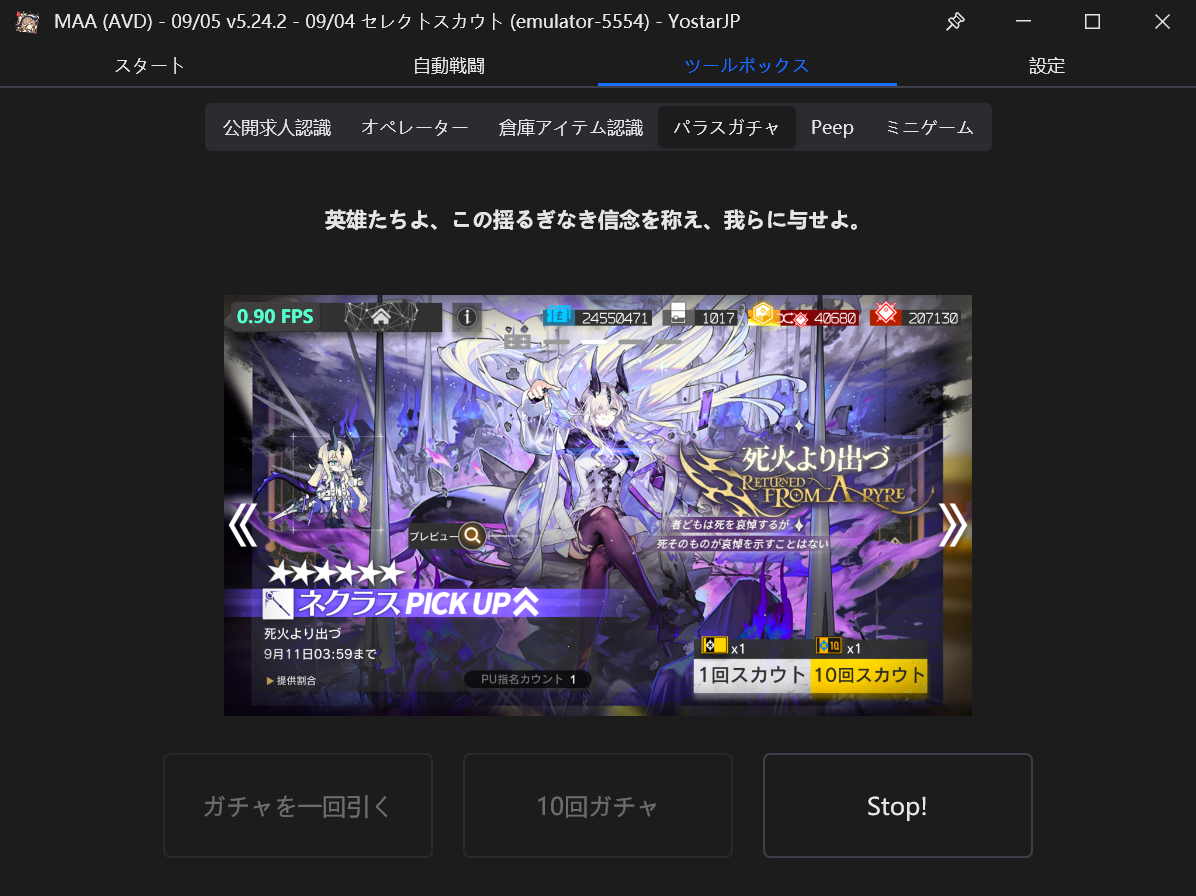 MAA (AVD) - 09/05 v5.24.2 - 09/04 セレクトスカウト (emulator-5554) - YostarJP
スタート 自動戦闘 ツールボックス 設定
公開求人認識 オペレーター 倉庫アイテム認識 パラスガチャ Peep ミニゲーム
英雄たちよ、この揺るぎなき信念を称え、我らに与せよ。
0.90 FPS
24550471 1017 40680 207130
死火より出づ
RETURNED FROM A PYRE
者どもは死を哀悼するが
死そのものが哀悼を示すことはない
プレビュー
ネクラス PICK UP
死火より出づ
9月11日03:59まで
提供割合
PU指名カウント 1
x1 x1
1回スカウト 10回スカウト
ガチャを一回引く 10回ガチャ Stop!